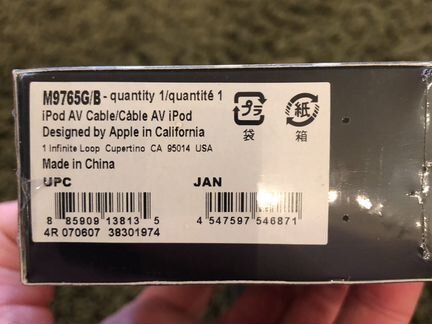 M9765G/B - quantity 1/quantité 1
iPod AV Cable/Câble AV iPod
Designed by Apple in California
1 Infinite Loop Cupertino CA 95014 USA
Made in China
プラ
袋
紙
箱
UPC JAN
8 85909 13813 5 4 547597 546871
4R 070607 38301974